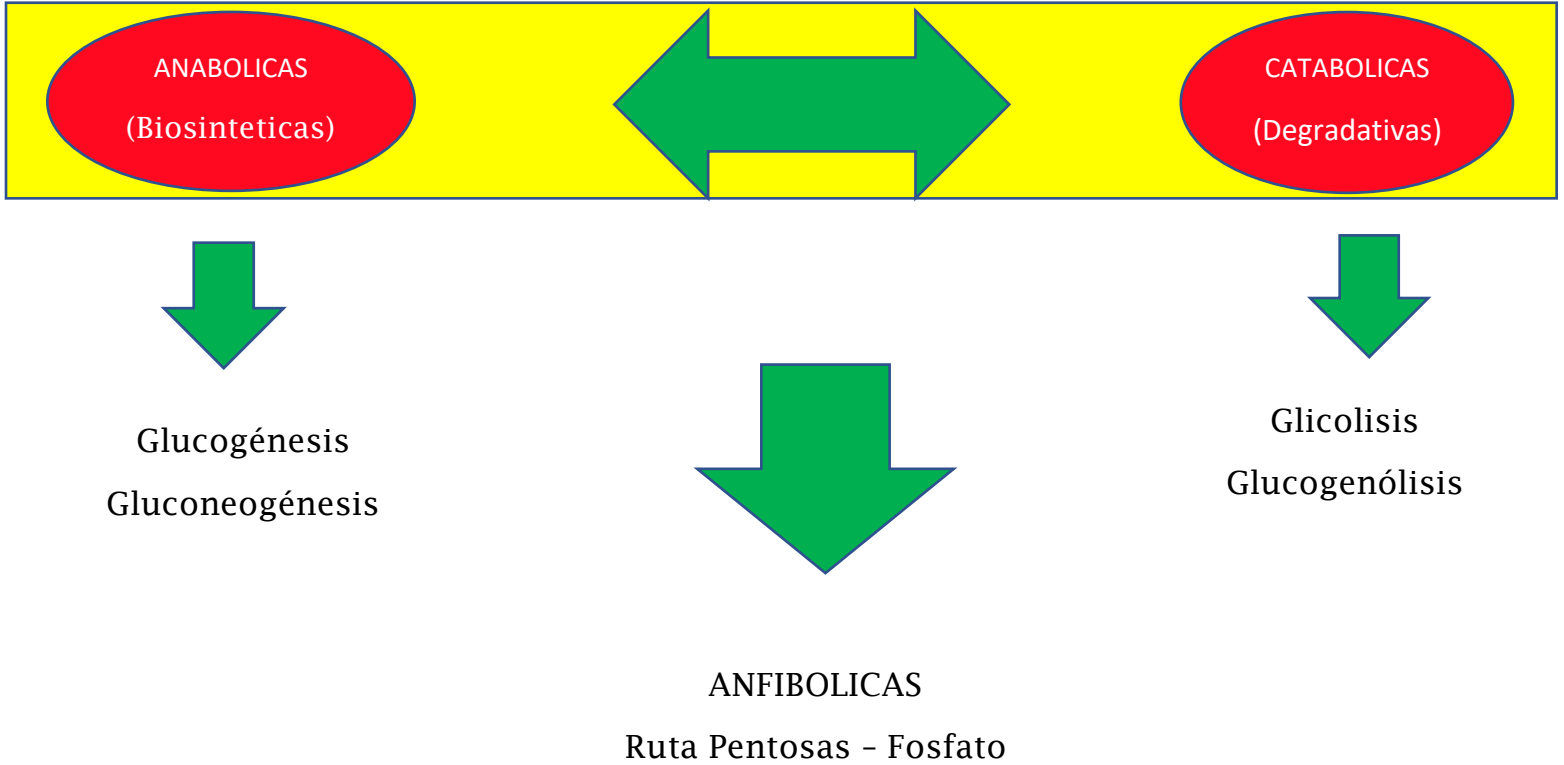 ANABOLICAS
(Biosinteticas)
CATABOLICAS
(Degradativas)
Glucogénesis
Gluconeogénesis
Glicolisis
Glucogenólisis
ANFIBOLICAS
Ruta Pentosas – Fosfato